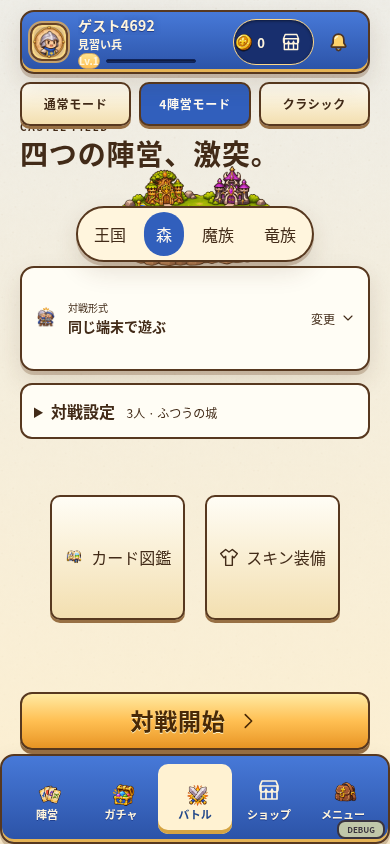 ゲスト4692
見習い兵
Lv.1
0
通常モード
4陣営モード
クラシック
四つの陣営、激突。
王国
森
魔族
竜族
対戦形式
同じ端末で遊ぶ
変更
対戦設定 3人 · ふつうの城
カード図鑑
スキン装備
対戦開始
陣営
ガチャ
バトル
ショップ
メニュー
DEBUG